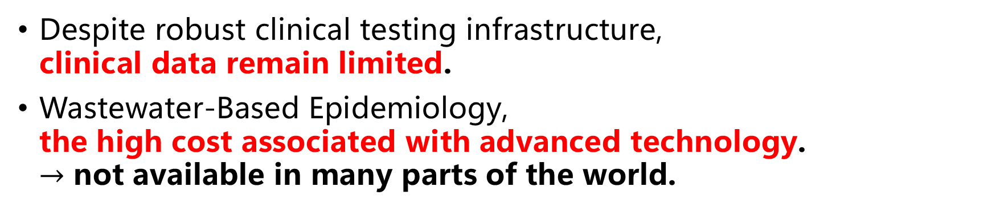 • Despite robust clinical testing infrastructure,
clinical data remain limited.
• Wastewater-Based Epidemiology,
the high cost associated with advanced technology.
→ not available in many parts of the world.